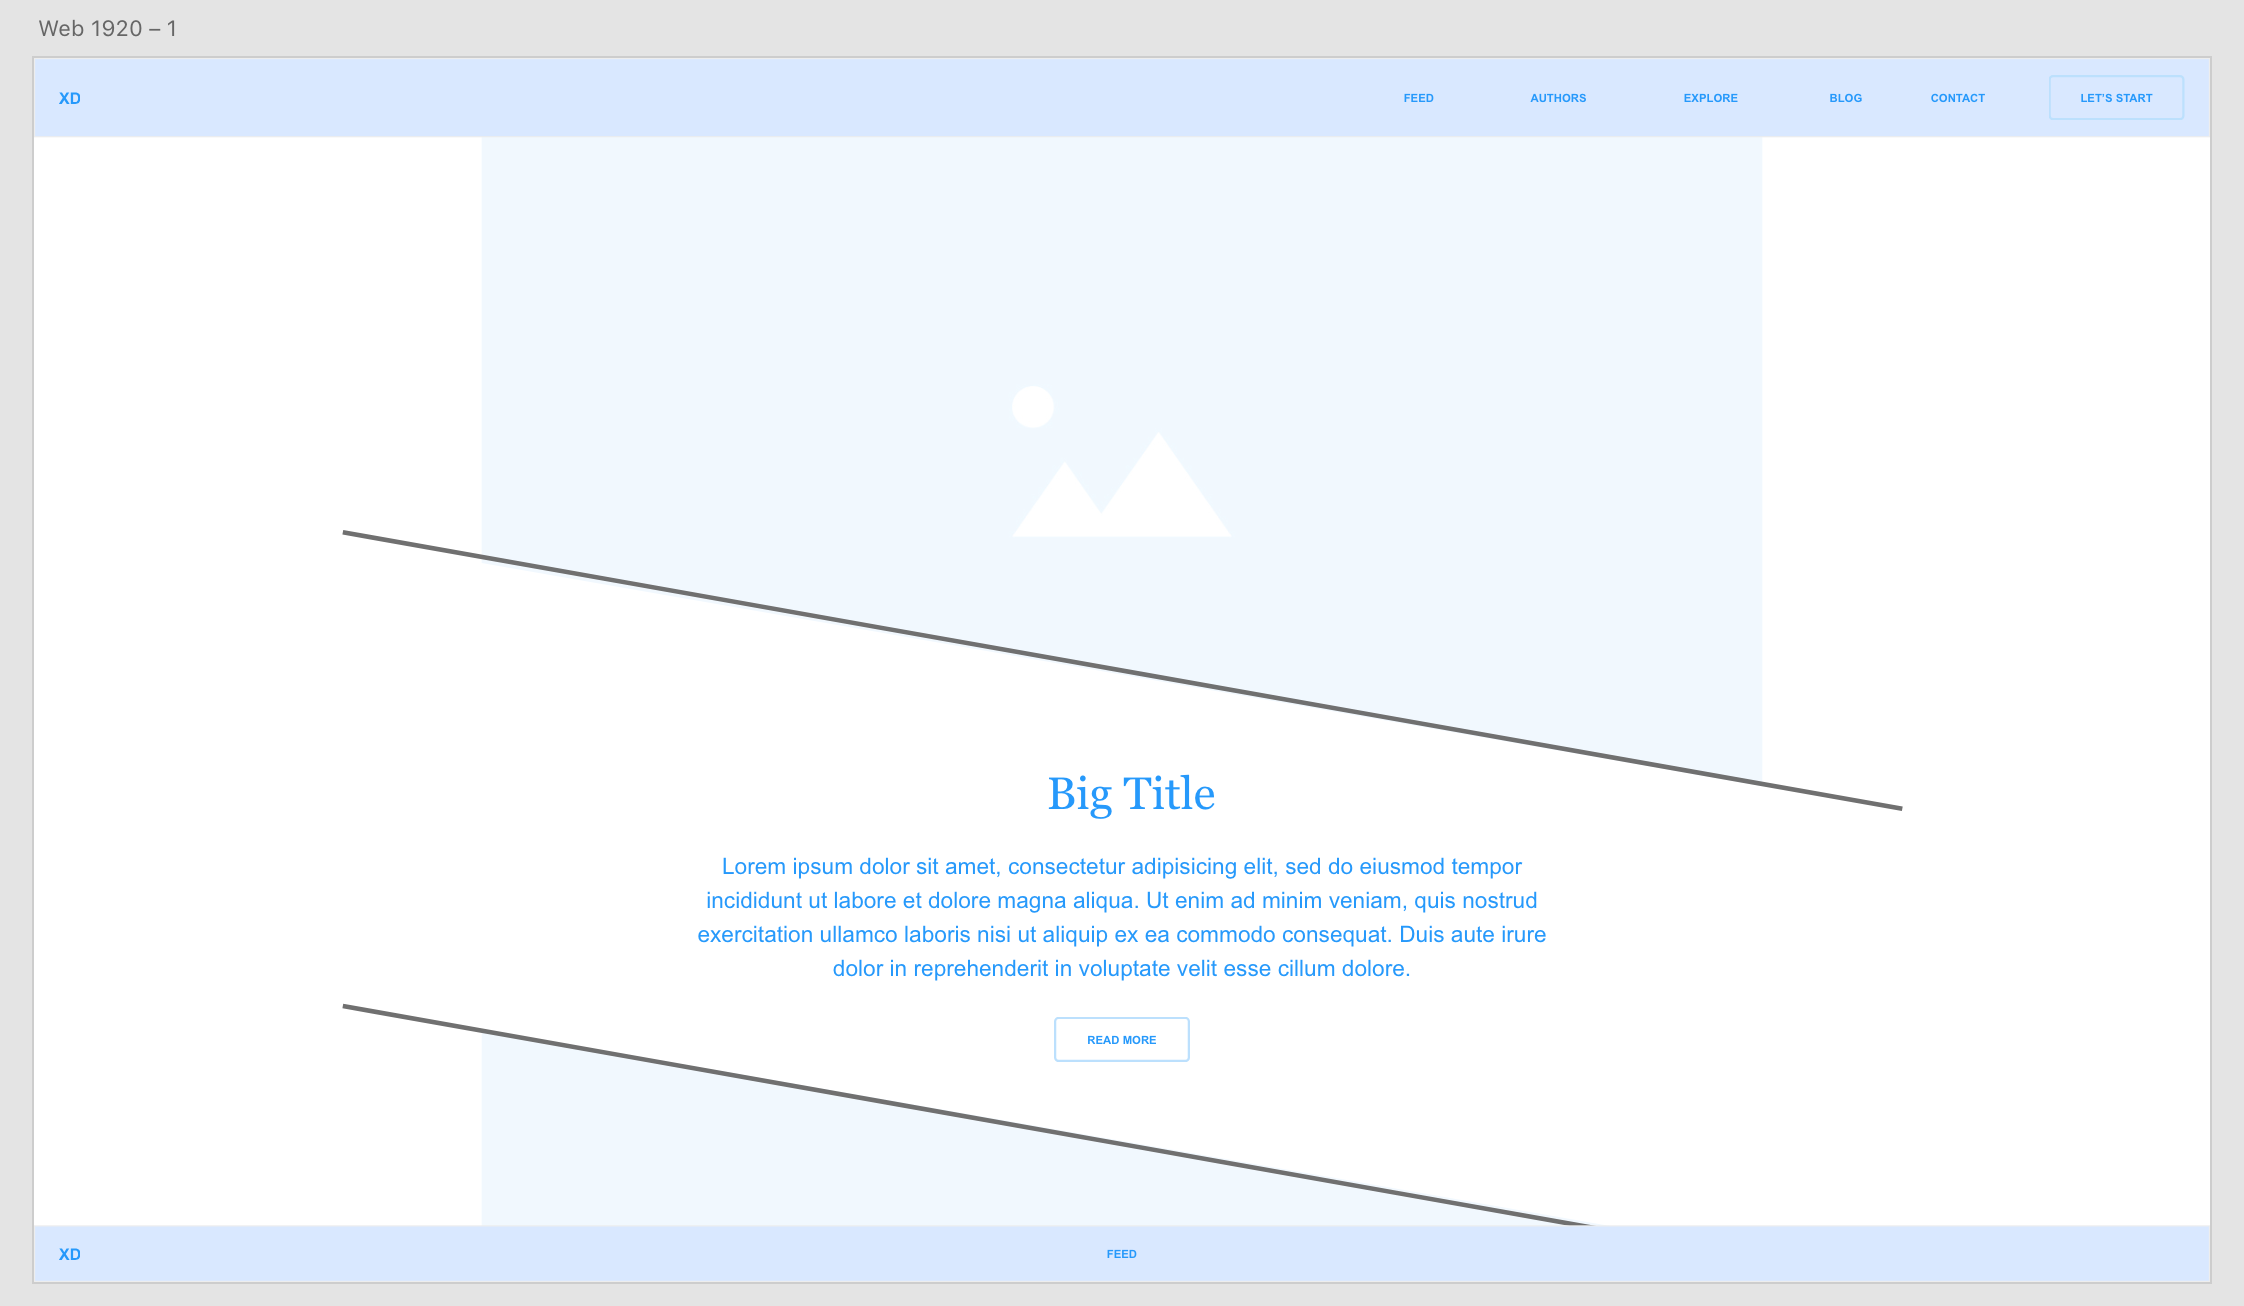 Web 1920 – 1
XD
FEED AUTHORS EXPLORE BLOG CONTACT LET'S START
Big Title
Lorem ipsum dolor sit amet, consectetur adipisicing elit, sed do eiusmod tempor
incididunt ut labore et dolore magna aliqua. Ut enim ad minim veniam, quis nostrud
exercitation ullamco laboris nisi ut aliquip ex ea commodo consequat. Duis aute irure
dolor in reprehenderit in voluptate velit esse cillum dolore.
READ MORE
XD
FEED